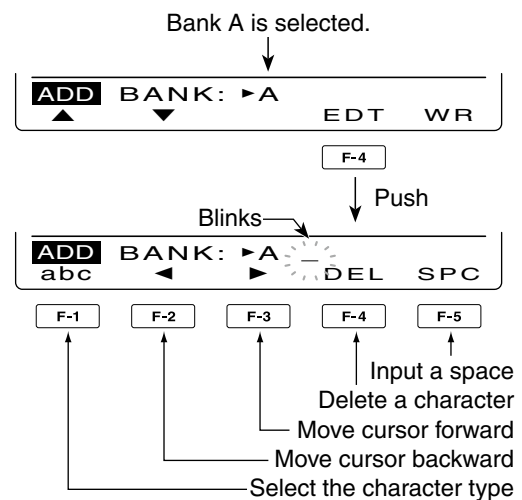 Bank A is selected.
ADD BANK: ►A
▲ ▼ EDT WR
F-4
Push
Blinks
ADD BANK: ►A _
abc ◄ ► DEL SPC
F-1 F-2 F-3 F-4 F-5
Input a space
Delete a character
Move cursor forward
Move cursor backward
Select the character type